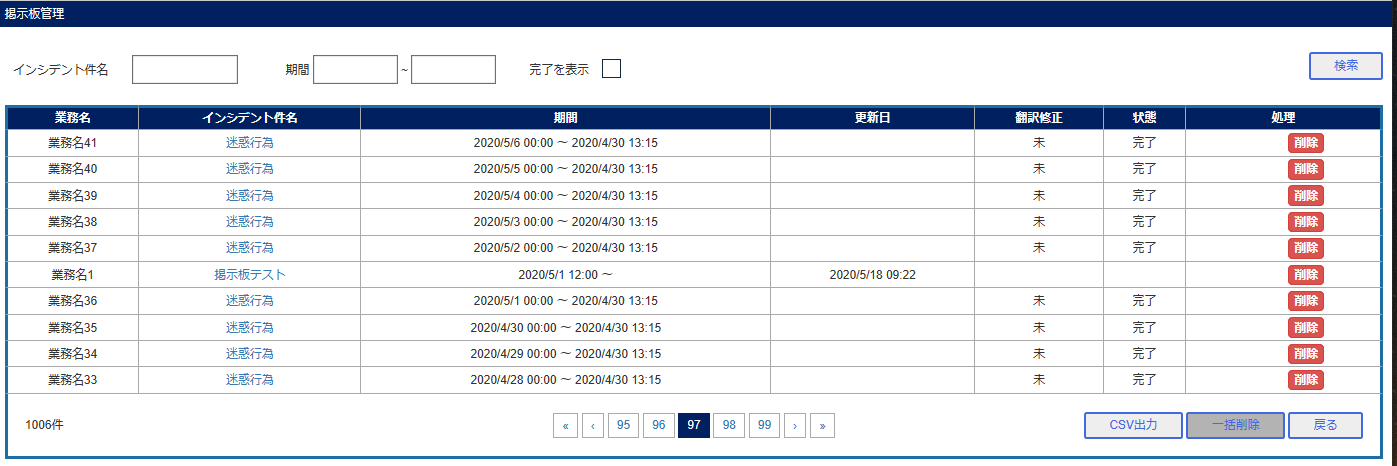 掲示板管理
インシデント件名 期間 ~ 完了を表示 検索
業務名 インシデント件名 期間 更新日 翻訳修正 状態 処理
業務名41 迷惑行為 2020/5/6 00:00 ～ 2020/4/30 13:15 未 完了 削除
業務名40 迷惑行為 2020/5/5 00:00 ～ 2020/4/30 13:15 未 完了 削除
業務名39 迷惑行為 2020/5/4 00:00 ～ 2020/4/30 13:15 未 完了 削除
業務名38 迷惑行為 2020/5/3 00:00 ～ 2020/4/30 13:15 未 完了 削除
業務名37 迷惑行為 2020/5/2 00:00 ～ 2020/4/30 13:15 未 完了 削除
業務名1 掲示板テスト 2020/5/1 12:00 ～ 2020/5/18 09:22 削除
業務名36 迷惑行為 2020/5/1 00:00 ～ 2020/4/30 13:15 未 完了 削除
業務名35 迷惑行為 2020/4/30 00:00 ～ 2020/4/30 13:15 未 完了 削除
業務名34 迷惑行為 2020/4/29 00:00 ～ 2020/4/30 13:15 未 完了 削除
業務名33 迷惑行為 2020/4/28 00:00 ～ 2020/4/30 13:15 未 完了 削除
1006件 « ‹ 95 96 97 98 99 › » CSV出力 一括削除 戻る